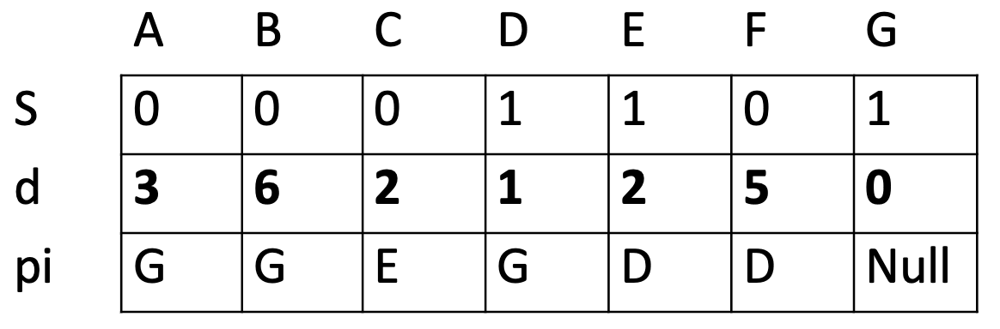 A B C D E F G
S 0 0 0 1 1 0 1
d 3 6 2 1 2 5 0
pi G G E G D D Null